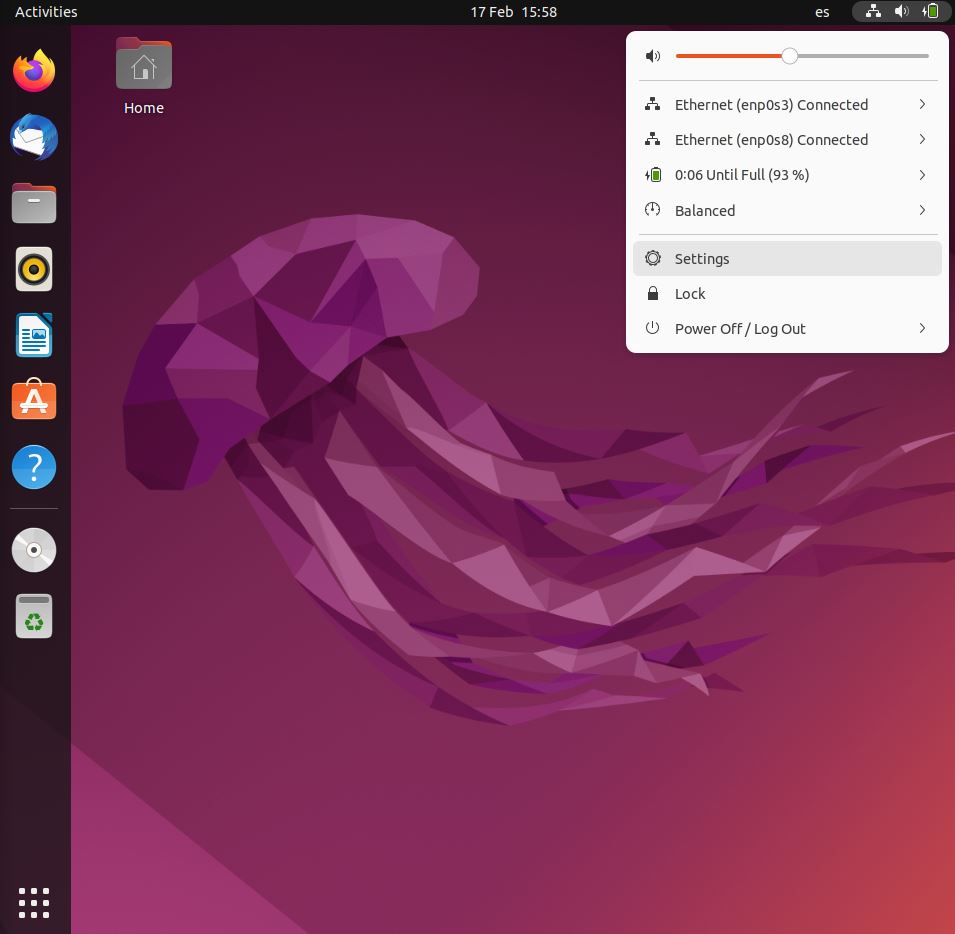 Activities
17 Feb 15:58
es
Home
Ethernet (enp0s3) Connected
Ethernet (enp0s8) Connected
0:06 Until Full (93 %)
Balanced
Settings
Lock
Power Off / Log Out